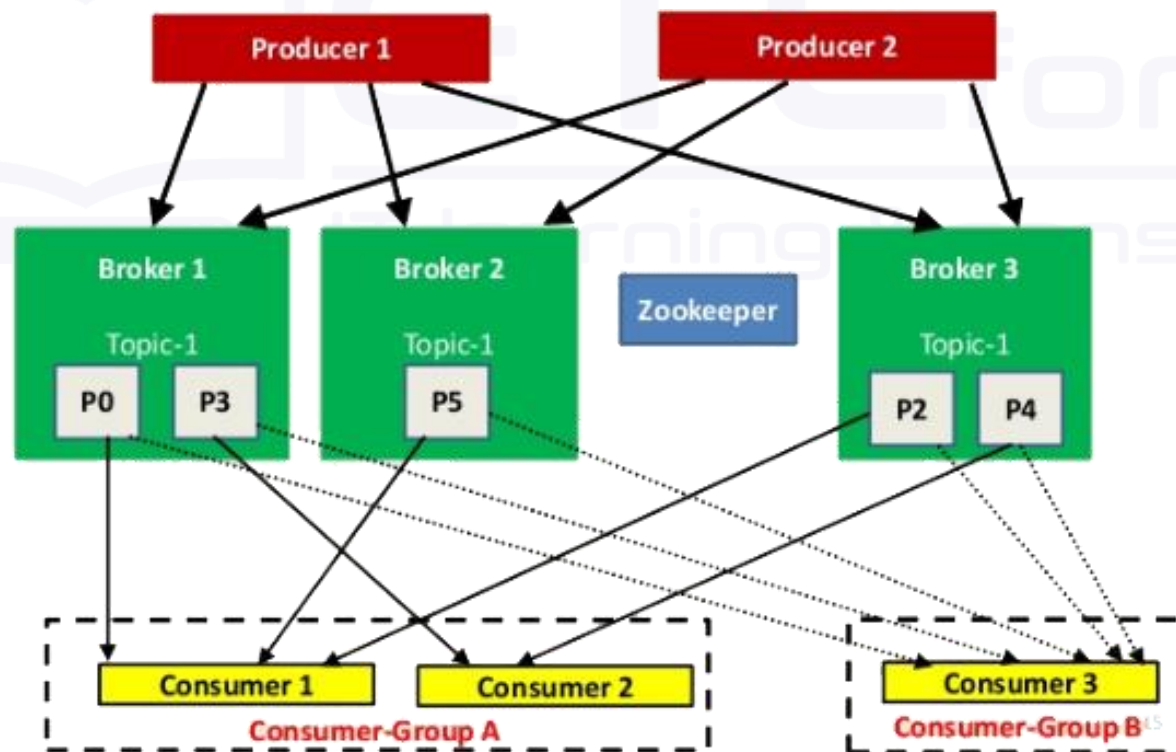 Producer 1
Producer 2
Broker 1
Broker 2
Broker 3
Zookeeper
Topic-1
Topic-1
Topic-1
P0
P3
P5
P2
P4
Consumer 1
Consumer 2
Consumer 3
Consumer-Group A
Consumer-Group B